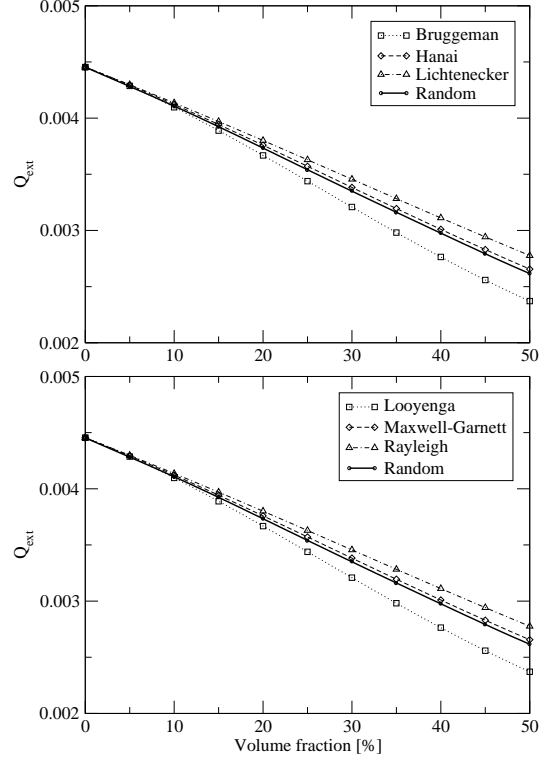 0.005
0.004
0.003
0.002
Q_ext
Bruggeman
Hanai
Lichtenecker
Random
0 10 20 30 40 50
0.005
0.004
0.003
0.002
Q_ext
Looyenga
Maxwell-Garnett
Rayleigh
Random
0 10 20 30 40 50
Volume fraction [%]